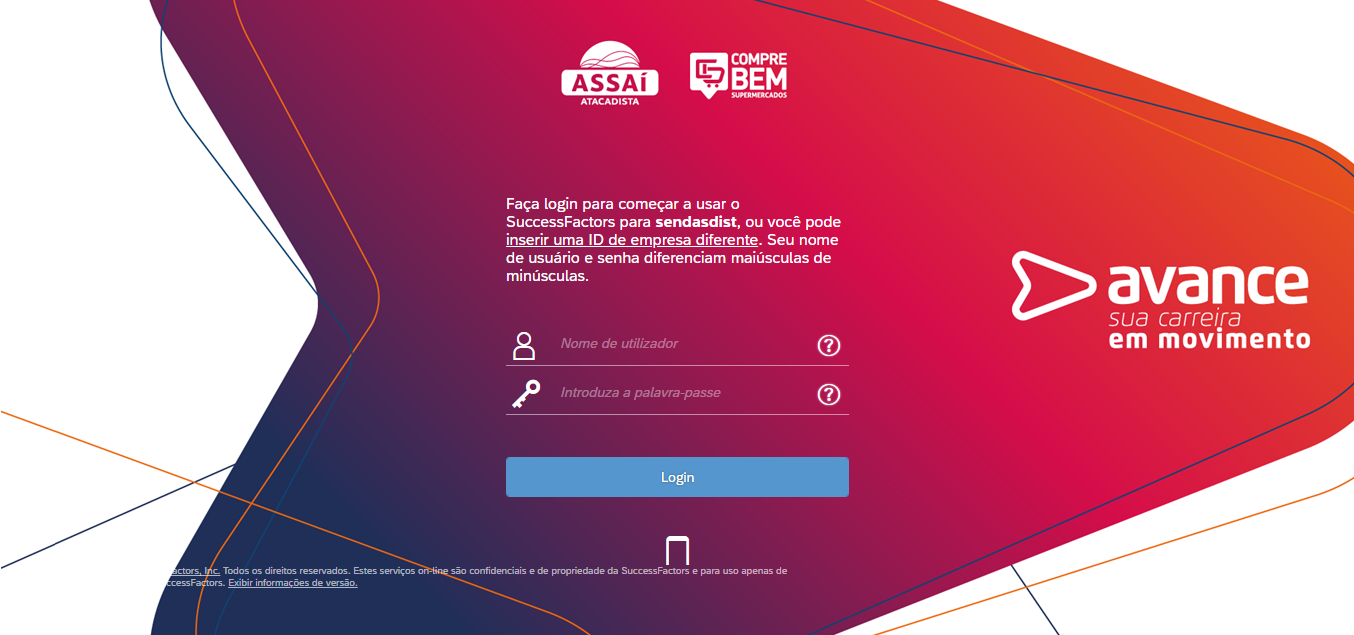 ASSAÍ
ATACADISTA
COMPRE
BEM
SUPERMERCADOS
Faça login para começar a usar o
SuccessFactors para sendasdist, ou você pode
inserir uma ID de empresa diferente. Seu nome
de usuário e senha diferenciam maiúsculas de
minúsculas.
avance
sua carreira
em movimento
Nome de utilizador
?
Introduza a palavra-passe
?
Login
actors, Inc. Todos os direitos reservados. Estes serviços on-line são confidenciais e de propriedade da SuccessFactors e para uso apenas de
ccessFactors. Exibir informações de versão.